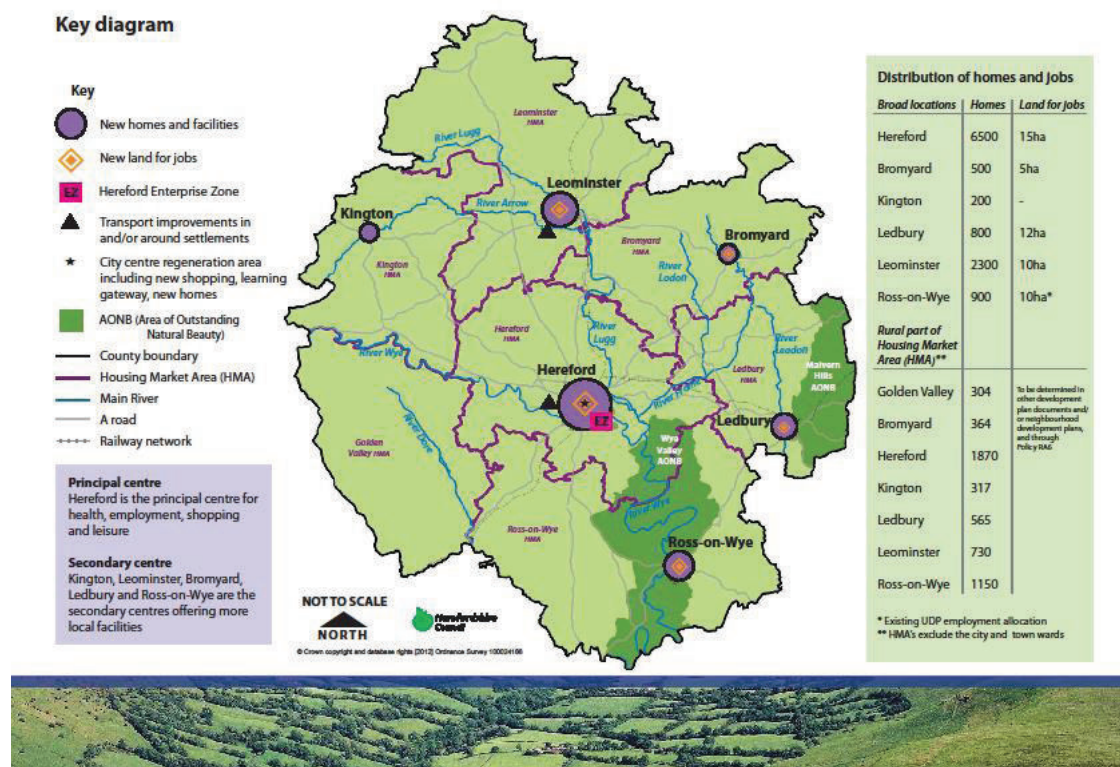 Key diagram
Key
New homes and facilities
New land for jobs
EZ
Hereford Enterprise Zone
Transport improvements in
and/or around settlements
City centre regeneration area
including new shopping, learning
gateway, new homes
AONB (Area of Outstanding
Natural Beauty)
County boundary
Housing Market Area (HMA)
Main River
A road
Railway network
Principal centre
Hereford is the principal centre for
health, employment, shopping
and leisure
Secondary centre
Kington, Leominster, Bromyard,
Ledbury and Ross-on-Wye are the
secondary centres offering more
local facilities
Leominster
HMA
River Lugg
Leominster
River Arrow
Kington
Bromyard
Bromyard
HMA
Kington
HMA
River
Lodon
Hereford
HMA
River
Lugg
River
Leadon
River Wye
Malvern
Hills
AONB
Hereford
Ledbury
HMA
River Frome
EZ
Ledbury
River Dore
Golden
Valley HMA
Wye
Valley
AONB
River Wye
Ross-on-Wye
HMA
Ross-on-Wye
NOT TO SCALE
NORTH
Herefordshire
Council
© Crown copyright and database rights [2012] Ordnance Survey 100024168
Distribution of homes and jobs
Broad locations Homes Land for jobs
Hereford 6500 15ha
Bromyard 500 5ha
Kington 200 -
Ledbury 800 12ha
Leominster 2300 10ha
Ross-on-Wye 900 10ha*
Rural part of
Housing Market
Area (HMA)**
Golden Valley 304
To be determined in
other development
plan documents and/
or neighbourhood
development plans,
and through
Policy RA6
Bromyard 364
Hereford 1870
Kington 317
Ledbury 565
Leominster 730
Ross-on-Wye 1150
* Existing UDP employment allocation
** HMA's exclude the city and town wards